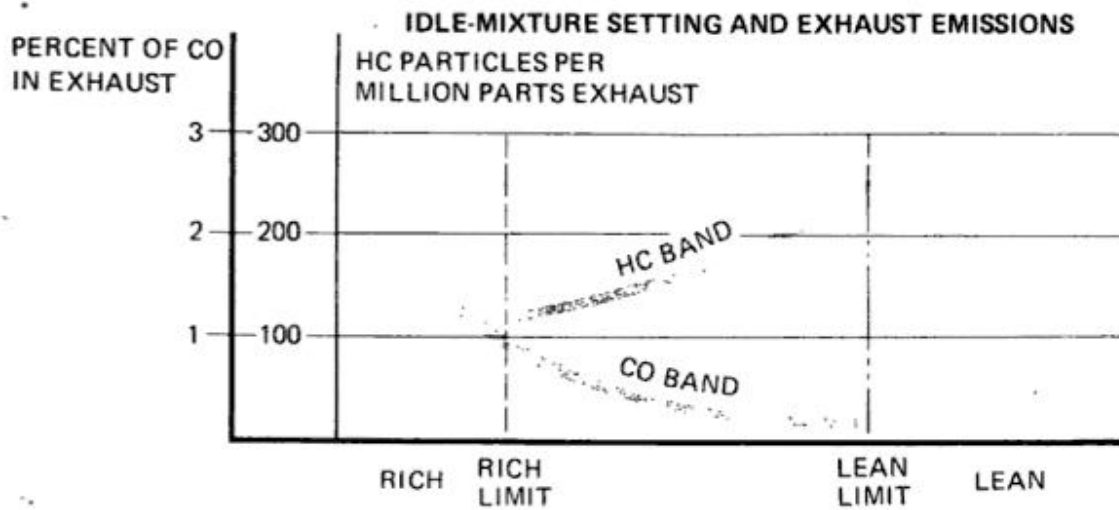 IDLE-MIXTURE SETTING AND EXHAUST EMISSIONS
PERCENT OF CO
IN EXHAUST
HC PARTICLES PER
MILLION PARTS EXHAUST
3 300
2 200
HC BAND
1 100
CO BAND
RICH
RICH
LIMIT
LEAN
LIMIT
LEAN